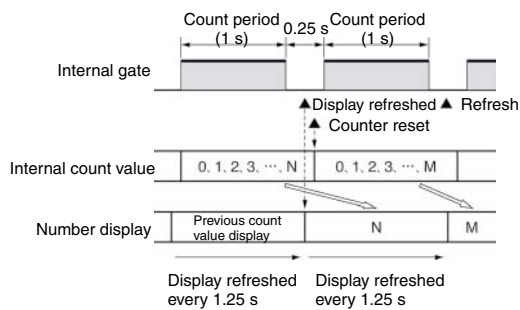 Count period
(1 s)
0.25 s
Count period
(1 s)
Internal gate
▲Display refreshed ▲ Refresh
▲ Counter reset
Internal count value
0, 1, 2, 3, ···, N
0, 1, 2, 3, ···, M
Number display
Previous count
value display
N
M
Display refreshed
every 1.25 s
Display refreshed
every 1.25 s